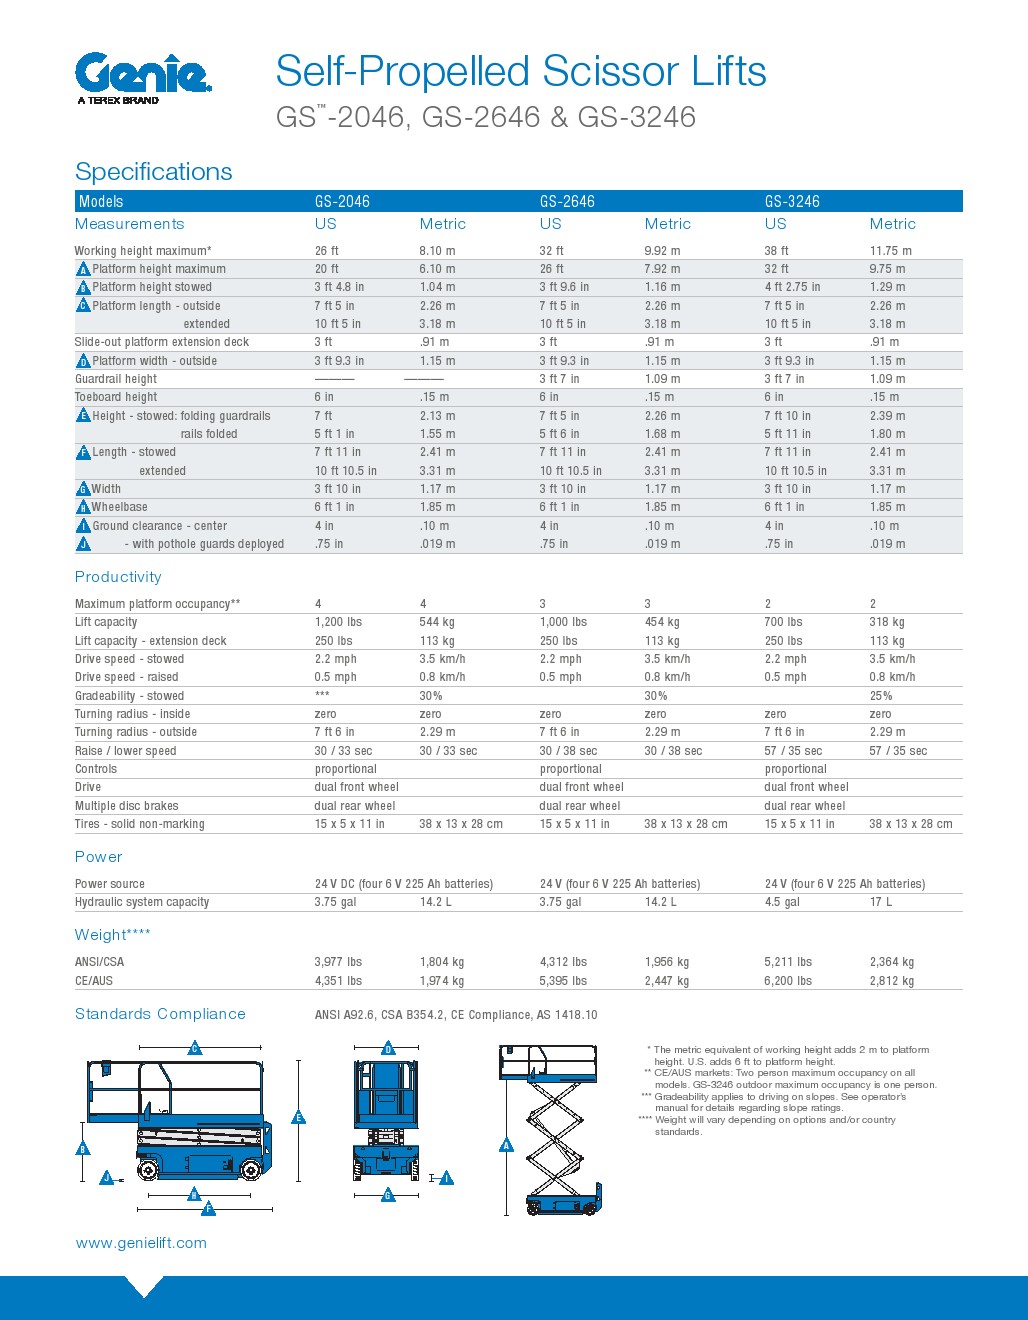 Genie
A TEREX BRAND
Self-Propelled Scissor Lifts
GS™-2046, GS-2646 & GS-3246
Specifications
Models GS-2046 GS-2646 GS-3246
Measurements US Metric US Metric US Metric
Working height maximum* 26 ft 8.10 m 32 ft 9.92 m 38 ft 11.75 m
A Platform height maximum 20 ft 6.10 m 26 ft 7.92 m 32 ft 9.75 m
B Platform height stowed 3 ft 4.8 in 1.04 m 3 ft 9.6 in 1.16 m 4 ft 2.75 in 1.29 m
C Platform length - outside 7 ft 5 in 2.26 m 7 ft 5 in 2.26 m 7 ft 5 in 2.26 m
extended 10 ft 5 in 3.18 m 10 ft 5 in 3.18 m 10 ft 5 in 3.18 m
Slide-out platform extension deck 3 ft .91 m 3 ft .91 m 3 ft .91 m
D Platform width - outside 3 ft 9.3 in 1.15 m 3 ft 9.3 in 1.15 m 3 ft 9.3 in 1.15 m
Guardrail height ——— ——— 3 ft 7 in 1.09 m 3 ft 7 in 1.09 m
Toeboard height 6 in .15 m 6 in .15 m 6 in .15 m
E Height - stowed: folding guardrails 7 ft 2.13 m 7 ft 5 in 2.26 m 7 ft 10 in 2.39 m
rails folded 5 ft 1 in 1.55 m 5 ft 6 in 1.68 m 5 ft 11 in 1.80 m
F Length - stowed 7 ft 11 in 2.41 m 7 ft 11 in 2.41 m 7 ft 11 in 2.41 m
extended 10 ft 10.5 in 3.31 m 10 ft 10.5 in 3.31 m 10 ft 10.5 in 3.31 m
G Width 3 ft 10 in 1.17 m 3 ft 10 in 1.17 m 3 ft 10 in 1.17 m
H Wheelbase 6 ft 1 in 1.85 m 6 ft 1 in 1.85 m 6 ft 1 in 1.85 m
I Ground clearance - center 4 in .10 m 4 in .10 m 4 in .10 m
J - with pothole guards deployed .75 in .019 m .75 in .019 m .75 in .019 m
Productivity
Maximum platform occupancy** 4 4 3 3 2 2
Lift capacity 1,200 lbs 544 kg 1,000 lbs 454 kg 700 lbs 318 kg
Lift capacity - extension deck 250 lbs 113 kg 250 lbs 113 kg 250 lbs 113 kg
Drive speed - stowed 2.2 mph 3.5 km/h 2.2 mph 3.5 km/h 2.2 mph 3.5 km/h
Drive speed - raised 0.5 mph 0.8 km/h 0.5 mph 0.8 km/h 0.5 mph 0.8 km/h
Gradeability - stowed *** 30% 30% 25%
Turning radius - inside zero zero zero zero zero zero
Turning radius - outside 7 ft 6 in 2.29 m 7 ft 6 in 2.29 m 7 ft 6 in 2.29 m
Raise / lower speed 30 / 33 sec 30 / 33 sec 30 / 38 sec 30 / 38 sec 57 / 35 sec 57 / 35 sec
Controls proportional proportional proportional
Drive dual front wheel dual front wheel dual front wheel
Multiple disc brakes dual rear wheel dual rear wheel dual rear wheel
Tires - solid non-marking 15 x 5 x 11 in 38 x 13 x 28 cm 15 x 5 x 11 in 38 x 13 x 28 cm 15 x 5 x 11 in 38 x 13 x 28 cm
Power
Power source 24 V DC (four 6 V 225 Ah batteries) 24 V (four 6 V 225 Ah batteries) 24 V (four 6 V 225 Ah batteries)
Hydraulic system capacity 3.75 gal 14.2 L 3.75 gal 14.2 L 4.5 gal 17 L
Weight****
ANSI/CSA 3,977 lbs 1,804 kg 4,312 lbs 1,956 kg 5,211 lbs 2,364 kg
CE/AUS 4,351 lbs 1,974 kg 5,395 lbs 2,447 kg 6,200 lbs 2,812 kg
Standards Compliance ANSI A92.6, CSA B354.2, CE Compliance, AS 1418.10
C
D
E
B
J
H
F
I
G
A
* The metric equivalent of working height adds 2 m to platform
height. U.S. adds 6 ft to platform height.
** CE/AUS markets: Two person maximum occupancy on all
models. GS-3246 outdoor maximum occupancy is one person.
*** Gradeability applies to driving on slopes. See operator's
manual for details regarding slope ratings.
**** Weight will vary depending on options and/or country
standards.
www.genielift.com